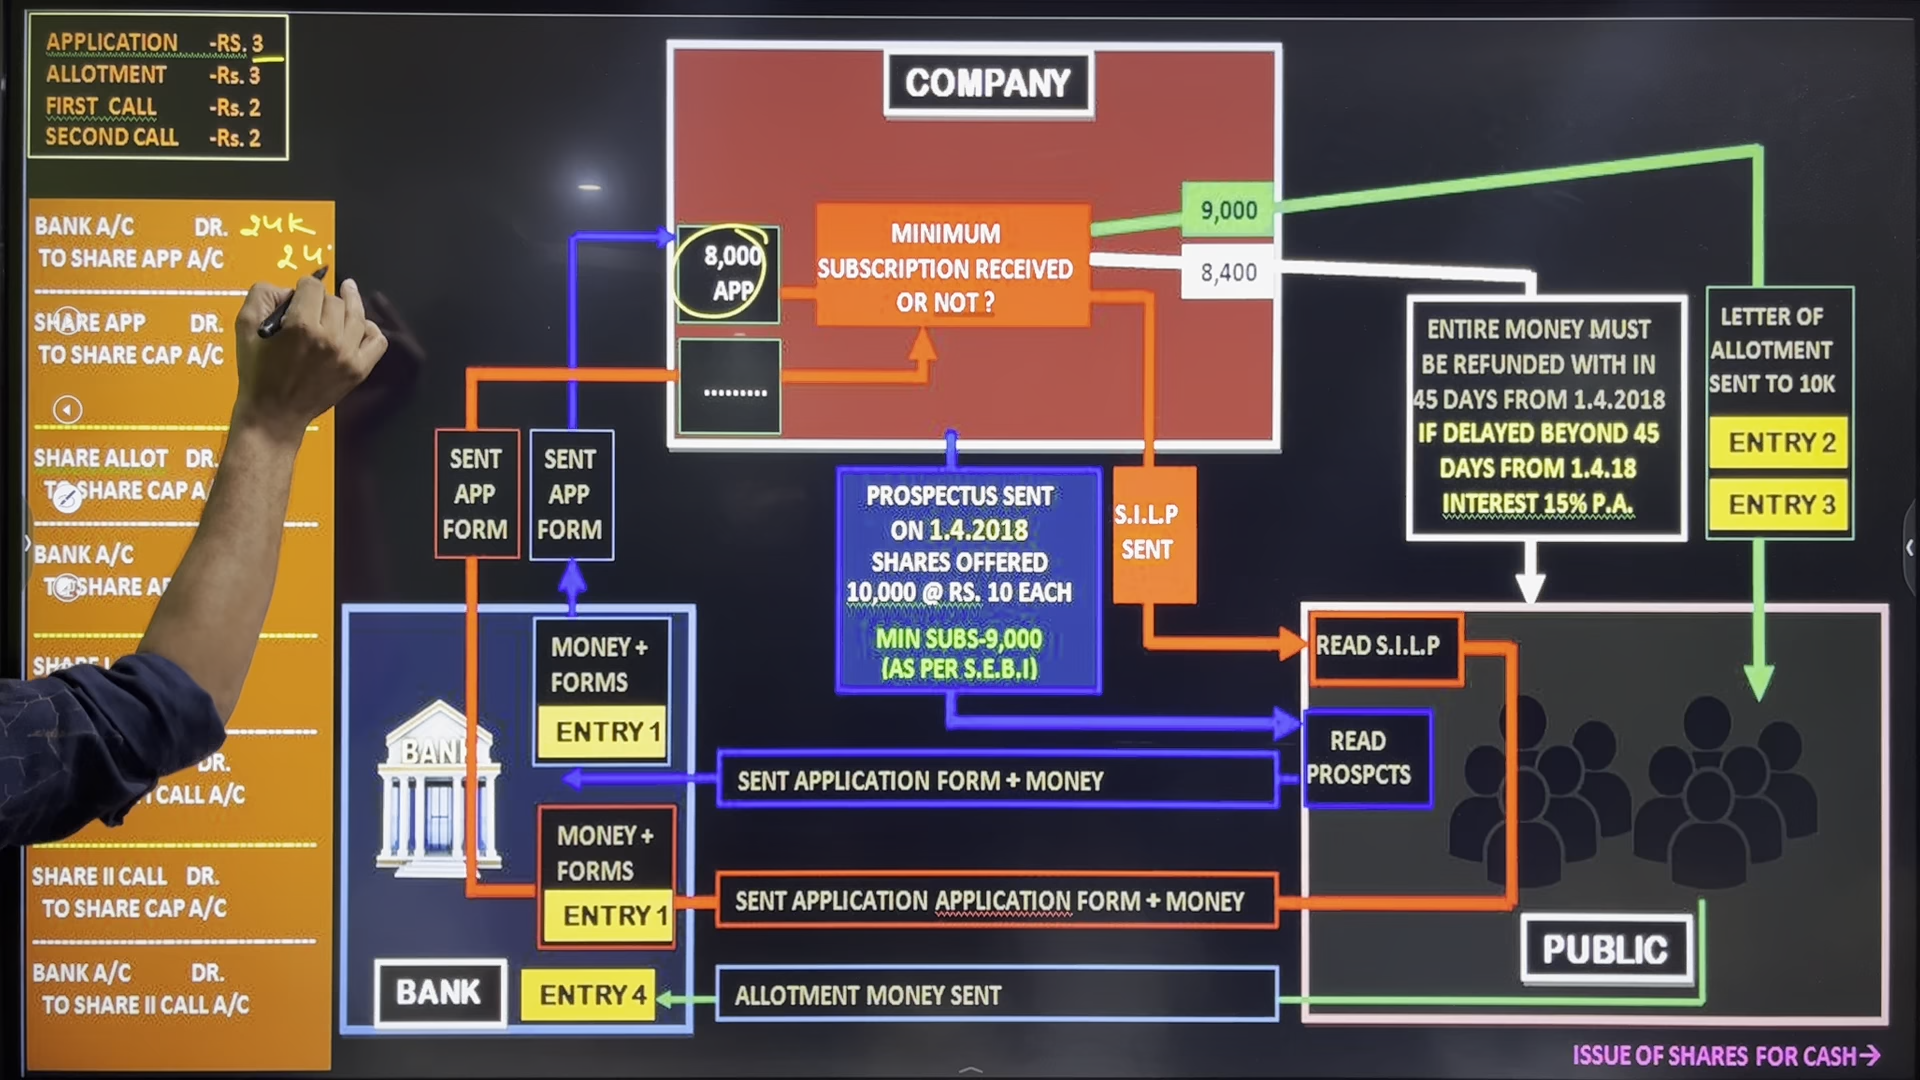 APPLICATION -RS. 3
ALLOTMENT -Rs. 3
FIRST CALL -Rs. 2
SECOND CALL -Rs. 2
BANK A/C DR. 24K
TO SHARE APP A/C 24
SHARE APP DR.
TO SHARE CAP A/C
SHARE ALLOT DR.
SHARE CAP
BANK A/C
SHARE
DR.
CALL A/C
SHARE II CALL DR.
TO SHARE CAP A/C
BANK A/C DR.
TO SHARE II CALL A/C
COMPANY
8,000
APP
.........
MINIMUM
SUBSCRIPTION RECEIVED
OR NOT ?
9,000
8,400
ENTIRE MONEY MUST
BE REFUNDED WITH IN
45 DAYS FROM 1.4.2018
IF DELAYED BEYOND 45
DAYS FROM 1.4.18
INTEREST 15% P.A.
LETTER OF
ALLOTMENT
SENT TO 10K
ENTRY 2
ENTRY 3
SENT
APP
FORM
SENT
APP
FORM
PROSPECTUS SENT
ON 1.4.2018
SHARES OFFERED
10,000 @ RS. 10 EACH
MIN SUBS-9,000
(AS PER S.E.B.I)
S.I.L.P
SENT
MONEY +
FORMS
ENTRY 1
BANK
MONEY +
FORMS
ENTRY 1
BANK
ENTRY 4
READ S.I.L.P
READ
PROSPCTS
SENT APPLICATION FORM + MONEY
SENT APPLICATION APPLICATION FORM + MONEY
ALLOTMENT MONEY SENT
PUBLIC
ISSUE OF SHARES FOR CASH→